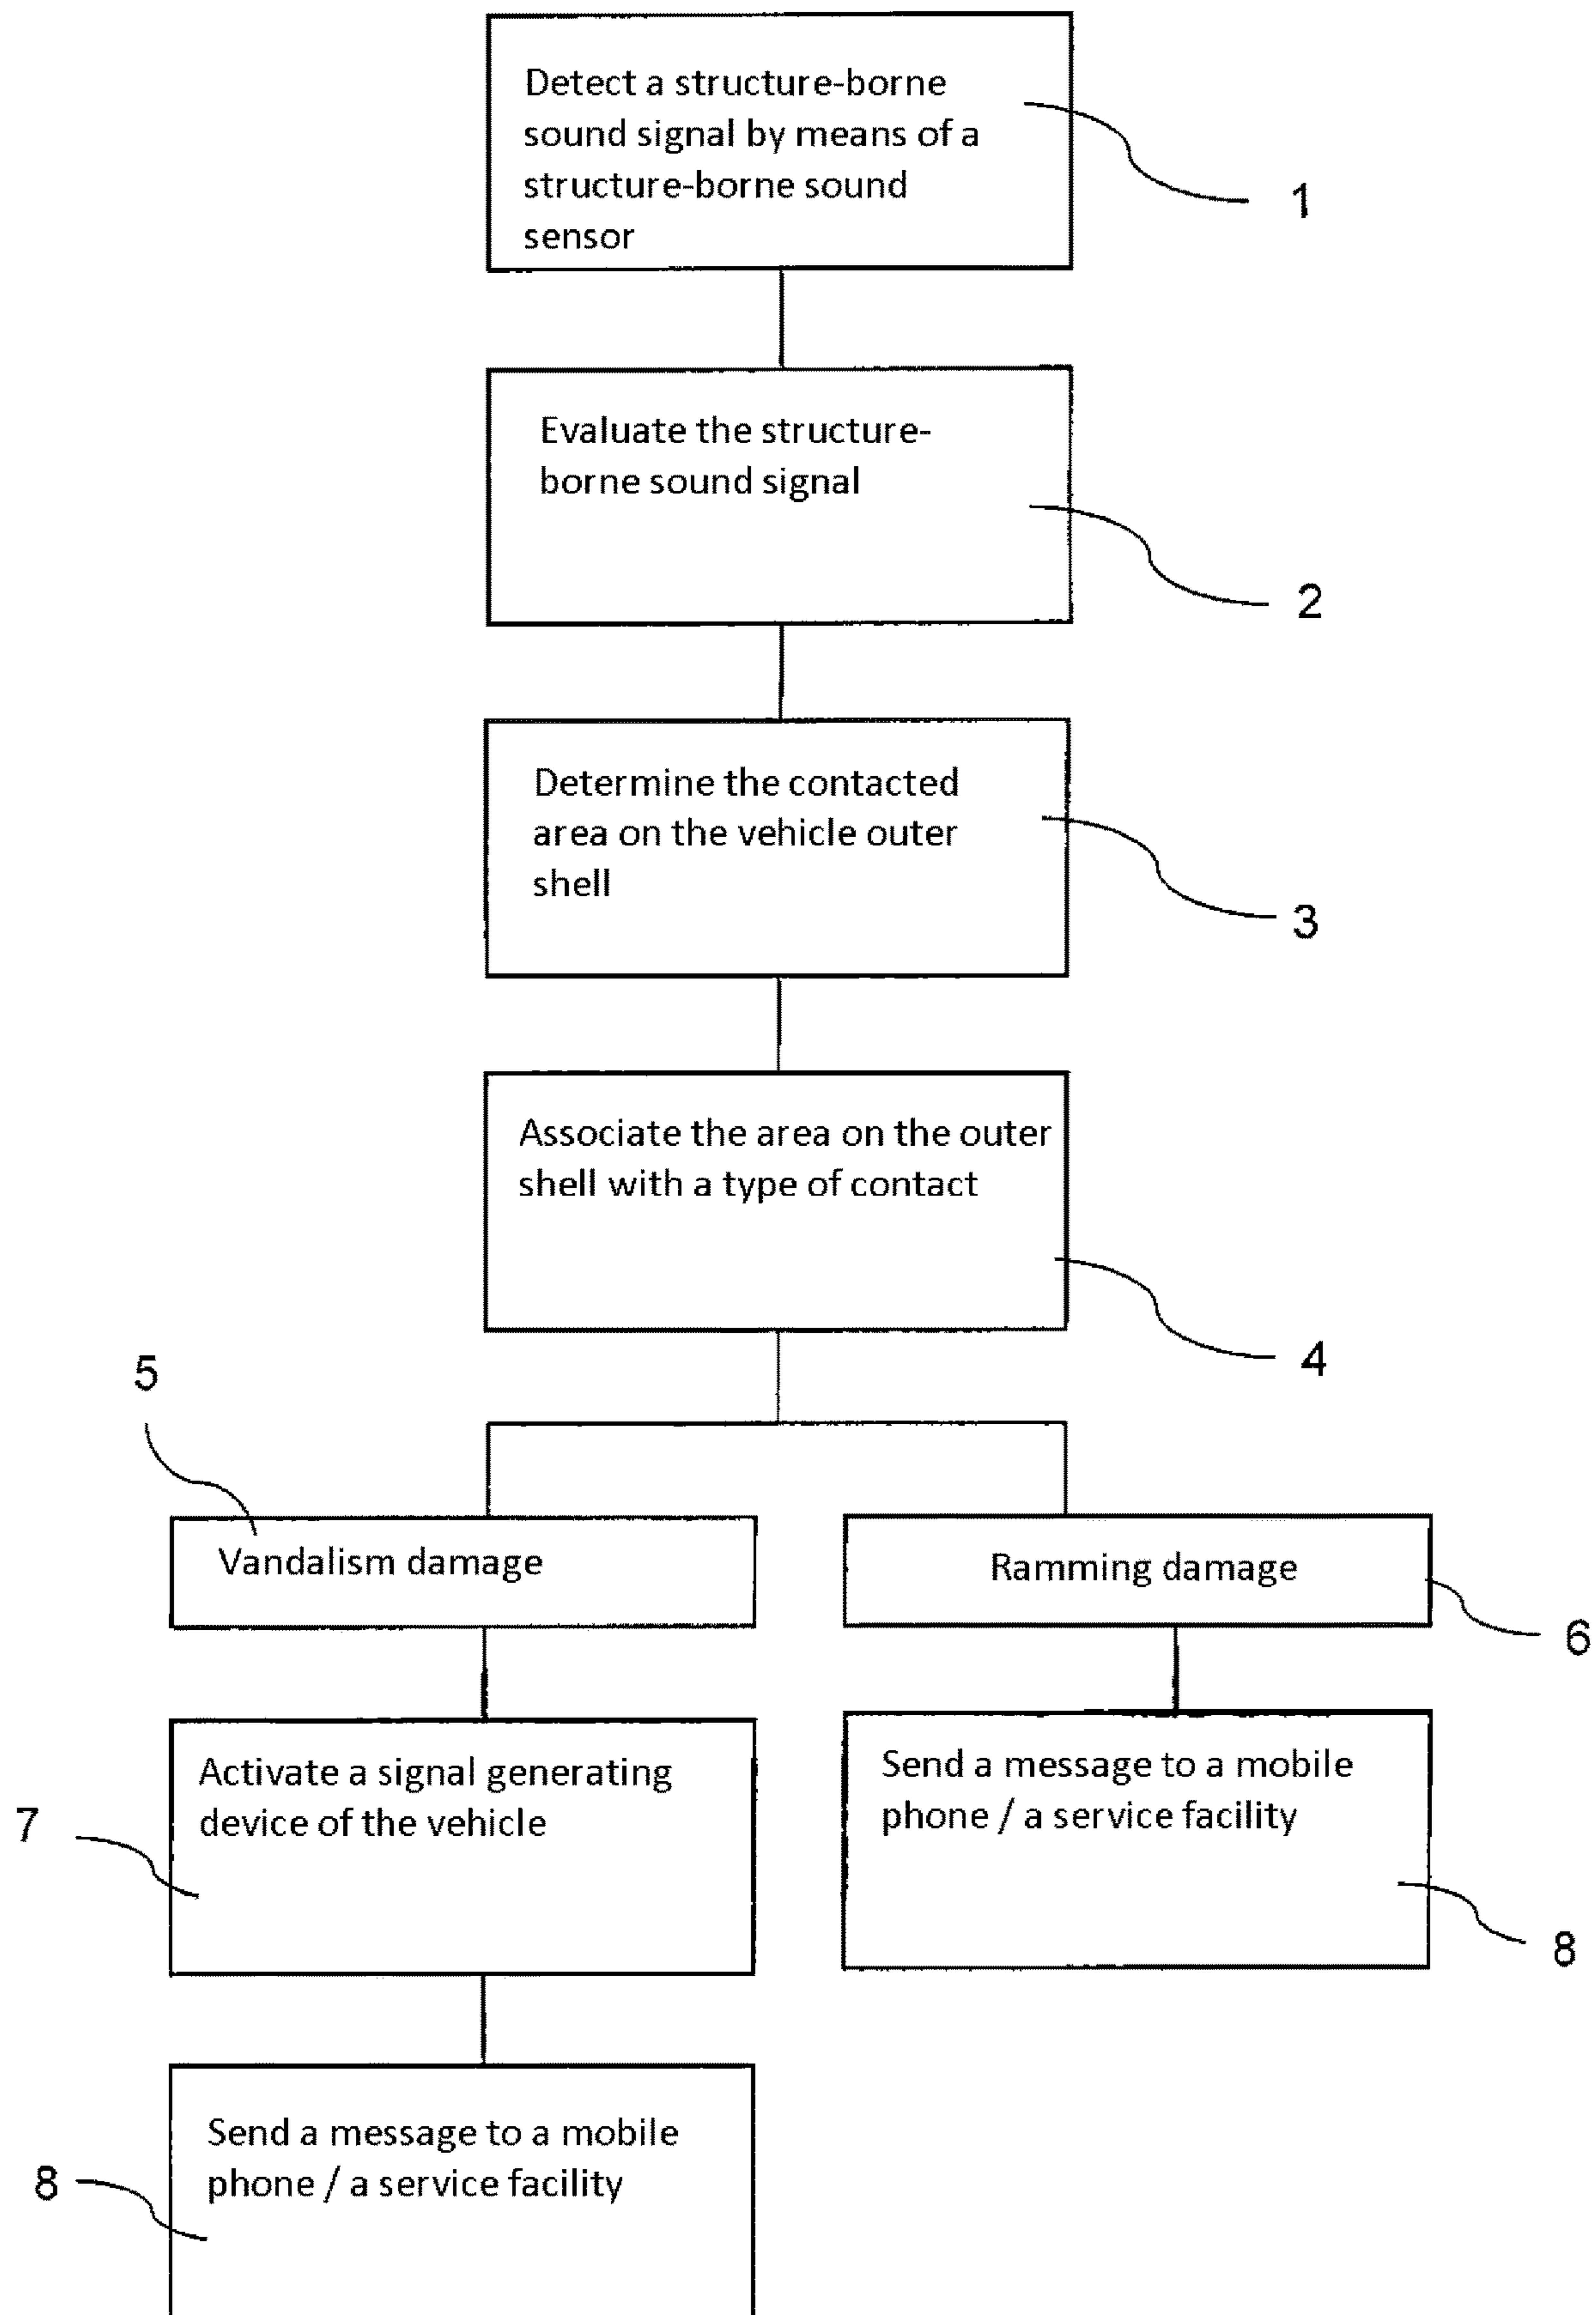 Detect a structure-borne
sound signal by means of a
structure-borne sound
sensor
1
Evaluate the structure-
borne sound signal
2
Determine the contacted
area on the vehicle outer
shell
3
Associate the area on the outer
shell with a type of contact
4
5
Vandalism damage
Ramming damage
6
Activate a signal generating
device of the vehicle
7
Send a message to a mobile
phone / a service facility
8
Send a message to a mobile
phone / a service facility
8